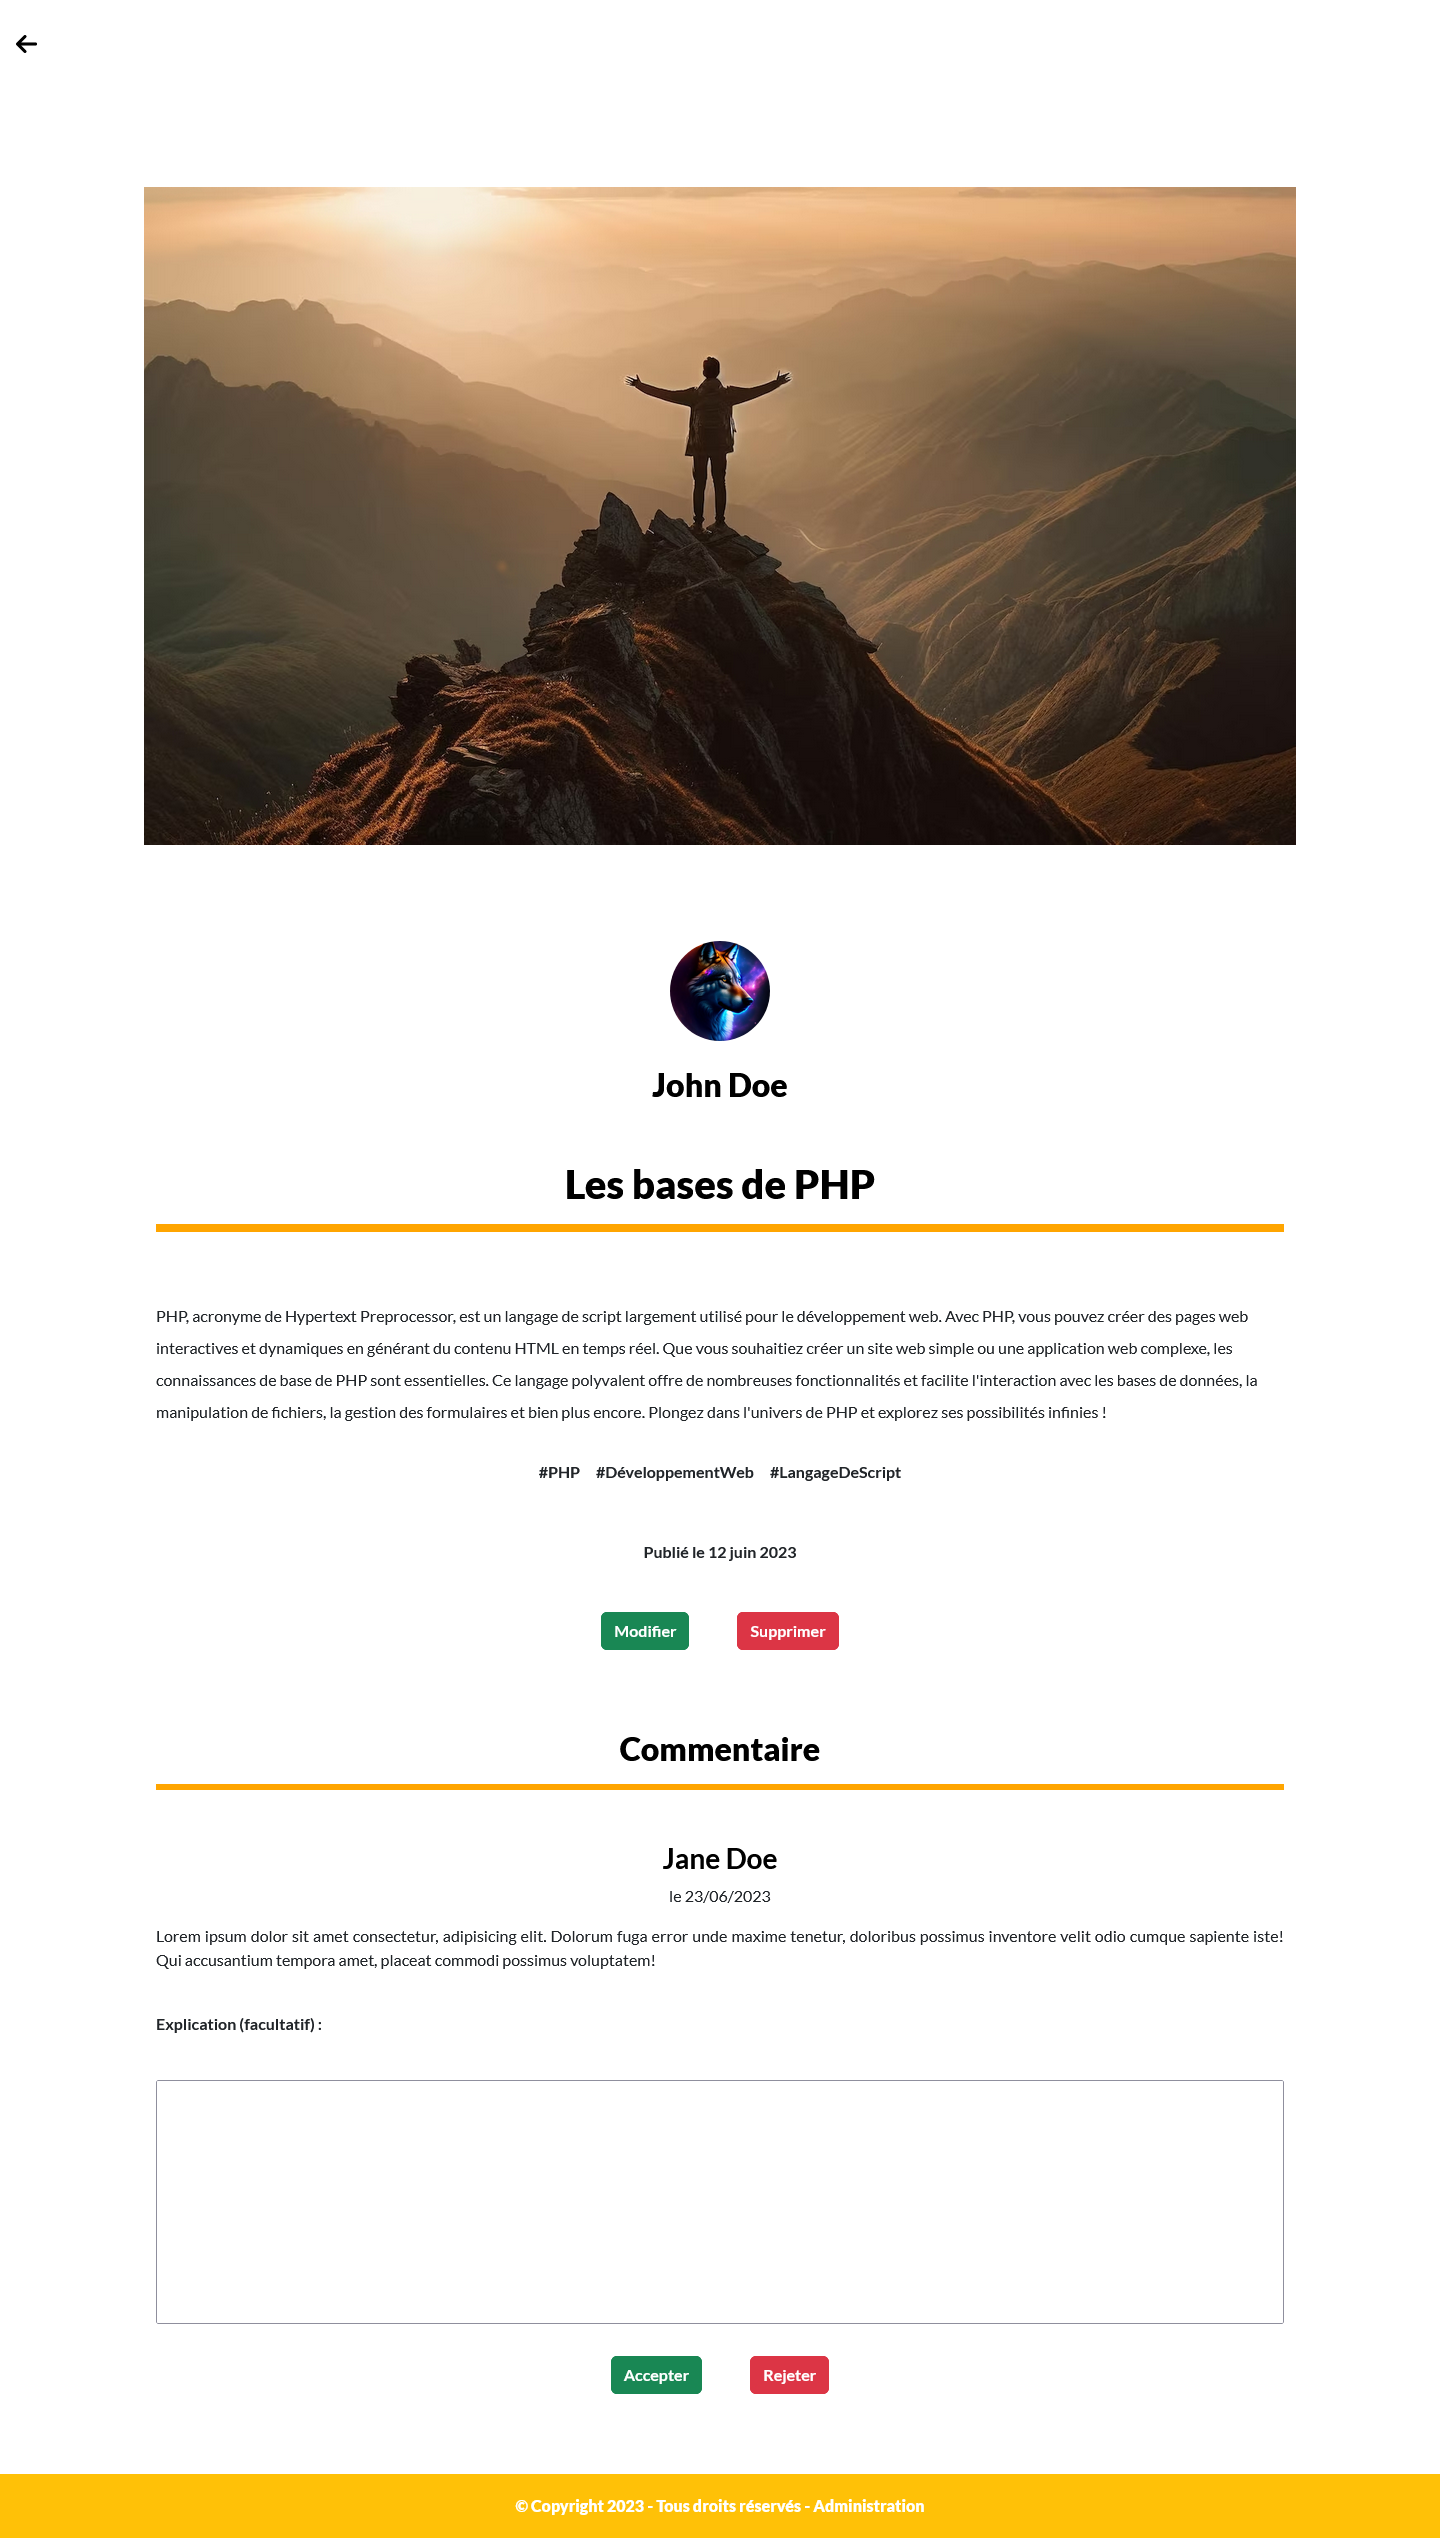 John Doe
Les bases de PHP
PHP, acronyme de Hypertext Preprocessor, est un langage de script largement utilisé pour le développement web. Avec PHP, vous pouvez créer des pages web
interactives et dynamiques en générant du contenu HTML en temps réel. Que vous souhaitiez créer un site web simple ou une application web complexe, les
connaissances de base de PHP sont essentielles. Ce langage polyvalent offre de nombreuses fonctionnalités et facilite l'interaction avec les bases de données, la
manipulation de fichiers, la gestion des formulaires et bien plus encore. Plongez dans l'univers de PHP et explorez ses possibilités infinies !
#PHP #DéveloppementWeb #LangageDeScript
Publié le 12 juin 2023
Modifier Supprimer
Commentaire
Jane Doe
le 23/06/2023
Lorem ipsum dolor sit amet consectetur, adipisicing elit. Dolorum fuga error unde maxime tenetur, doloribus possimus inventore velit odio cumque sapiente iste!
Qui accusantium tempora amet, placeat commodi possimus voluptatem!
Explication (facultatif) :
Accepter Rejeter
© Copyright 2023 - Tous droits réservés - Administration